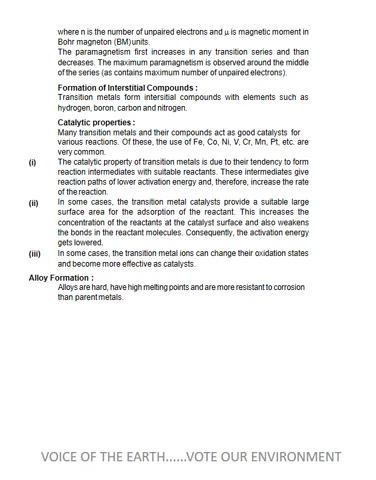 where n is the number of unpaired electrons and μ is magnetic moment in
Bohr magneton (BM)units.
The paramagnetism first increases in any transition series and than
decreases. The maximum paramagnetism is observed around the middle
of the series (as contains maximum number of unpaired electrons).
Formation of Interstitial Compounds :
Transition metals form intersitial compounds with elements such as
hydrogen, boron, carbon and nitrogen.
Catalytic properties :
Many transition metals and their compounds act as good catalysts for
various reactions. Of these, the use of Fe, Co, Ni, V, Cr, Mn, Pt, etc. are
very common.
(i) The catalytic property of transition metals is due to their tendency to form
reaction intermediates with suitable reactants. These intermediates give
reaction paths of lower activation energy and, therefore, increase the rate
of the reaction.
(ii) In some cases, the transition metal catalysts provide a suitable large
surface area for the adsorption of the reactant. This increases the
concentration of the reactants at the catalyst surface and also weakens
the bonds in the reactant molecules. Consequently, the activation energy
gets lowered.
(iii) In some cases, the transition metal ions can change their oxidation states
and become more effective as catalysts.
Alloy Formation :
Alloys are hard, have high melting points and are more resistant to corrosion
than parent metals.
VOICE OF THE EARTH......VOTE OUR ENVIRONMENT